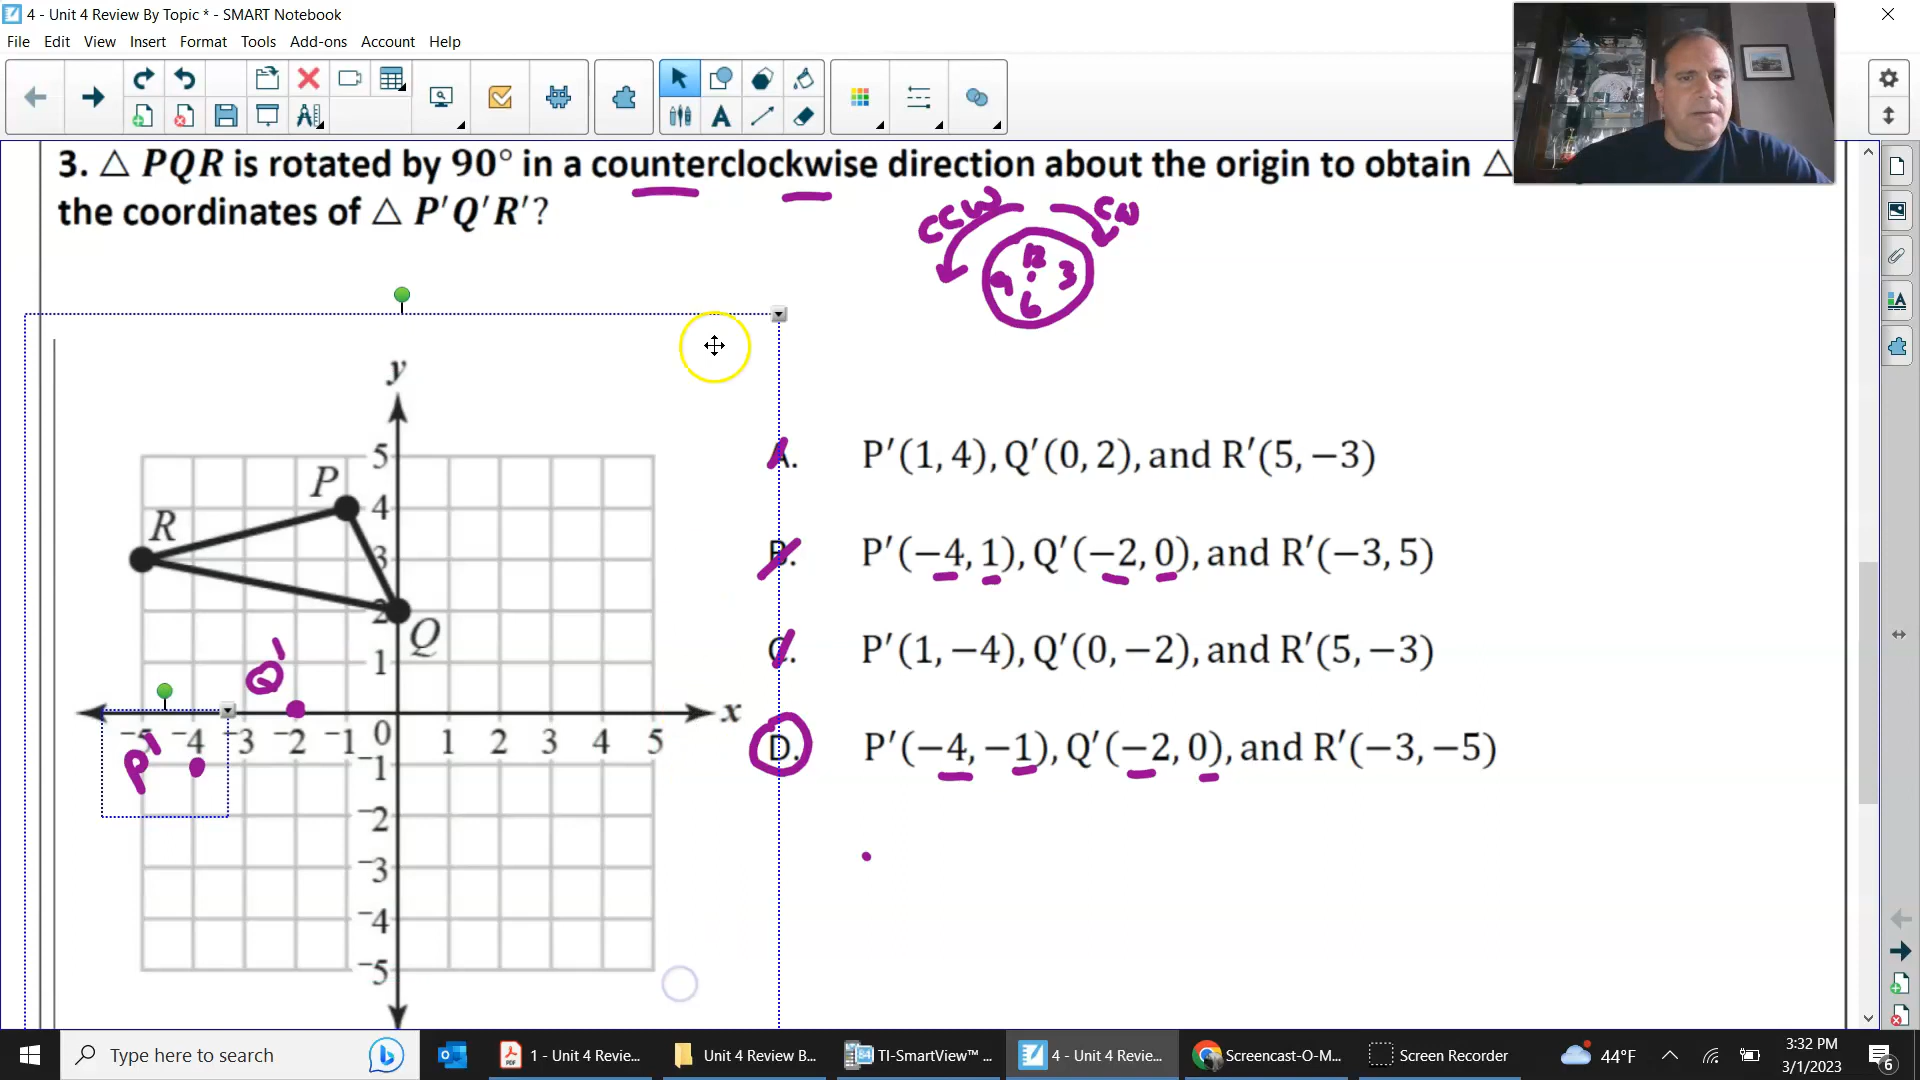 4 - Unit 4 Review By Topic * - SMART Notebook
File Edit View Insert Format Tools Add-ons Account Help
3. △ PQR is rotated by 90° in a counterclockwise direction about the origin to obtain △
the coordinates of △ P′Q′R′?
CCW CW
12
9 3
6
y
5
P
4
R
3
2
Q
1
Q'
x
−5 −4 −3 −2 −1 0 1 2 3 4 5
P'
−1
−2
−3
−4
−5
A. P′(1, 4), Q′(0, 2), and R′(5, −3)
B. P′(−4, 1), Q′(−2, 0), and R′(−3, 5)
C. P′(1, −4), Q′(0, −2), and R′(5, −3)
D. P′(−4, −1), Q′(−2, 0), and R′(−3, −5)
Type here to search
1 - Unit 4 Revie...
Unit 4 Review B...
TI-SmartView™ ...
4 - Unit 4 Revie...
Screencast-O-M...
Screen Recorder
44°F
3:32 PM
3/1/2023
6